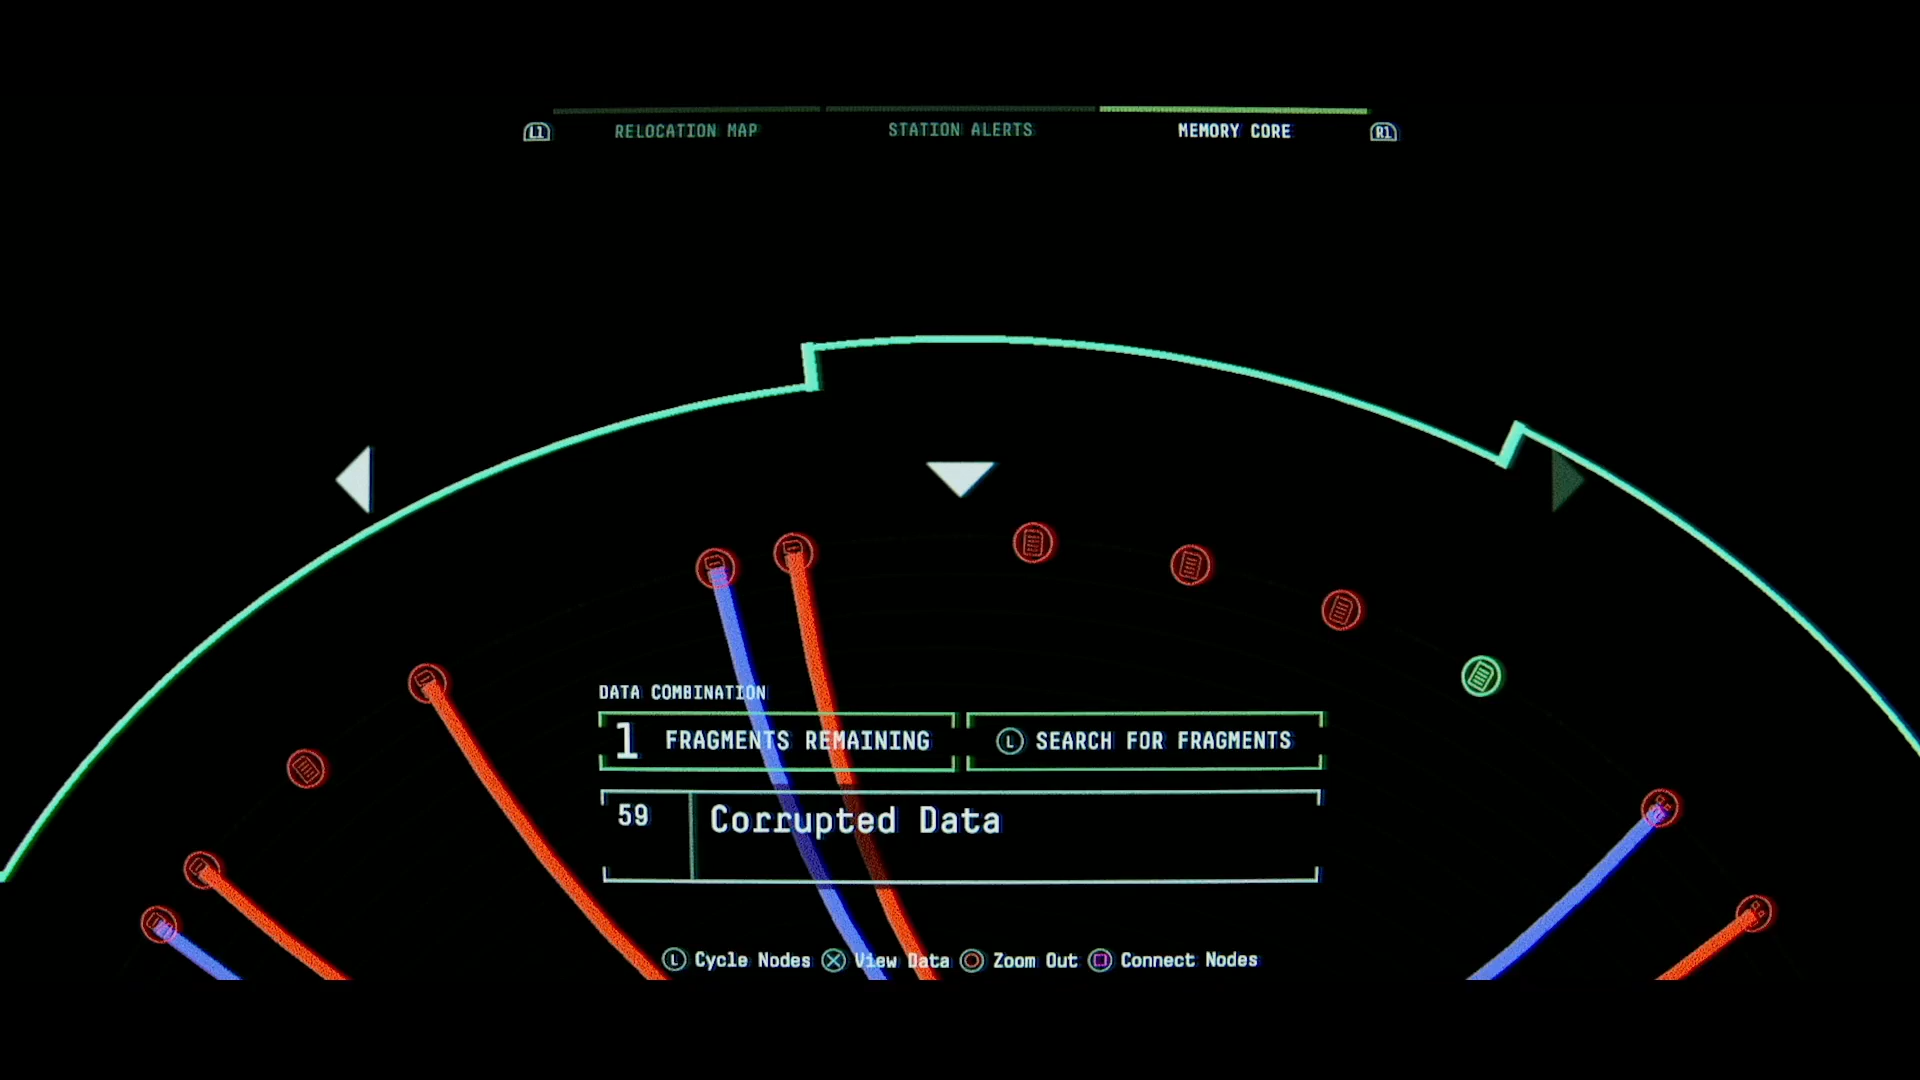 L1 RELOCATION MAP STATION ALERTS MEMORY CORE R1
DATA COMBINATION
1 FRAGMENTS REMAINING L SEARCH FOR FRAGMENTS
59 Corrupted Data
L Cycle Nodes View Data Zoom Out Connect Nodes